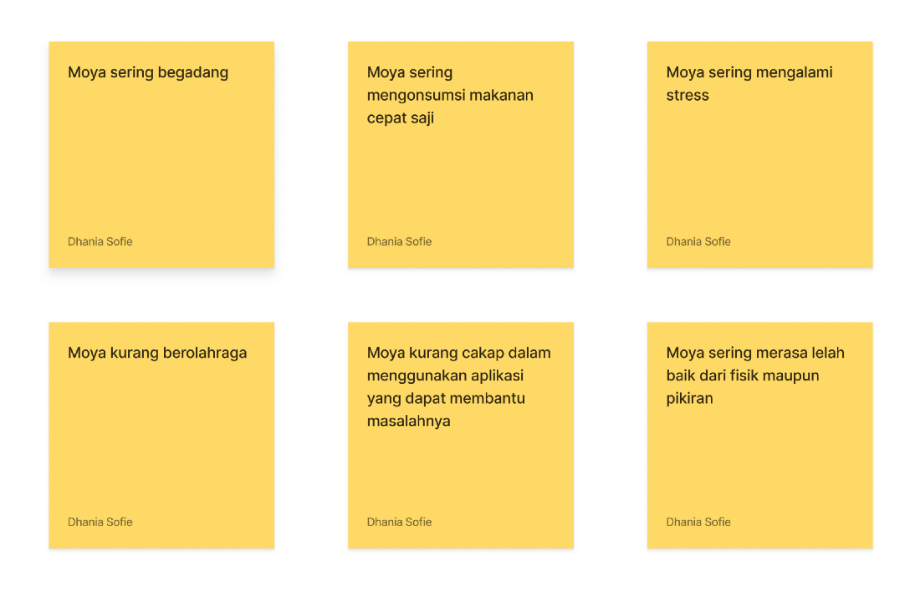 Moya sering begadang
Dhania Sofie
Moya sering
mengonsumsi makanan
cepat saji
Dhania Sofie
Moya sering mengalami
stress
Dhania Sofie
Moya kurang berolahraga
Dhania Sofie
Moya kurang cakap dalam
menggunakan aplikasi
yang dapat membantu
masalahnya
Dhania Sofie
Moya sering merasa lelah
baik dari fisik maupun
pikiran
Dhania Sofie